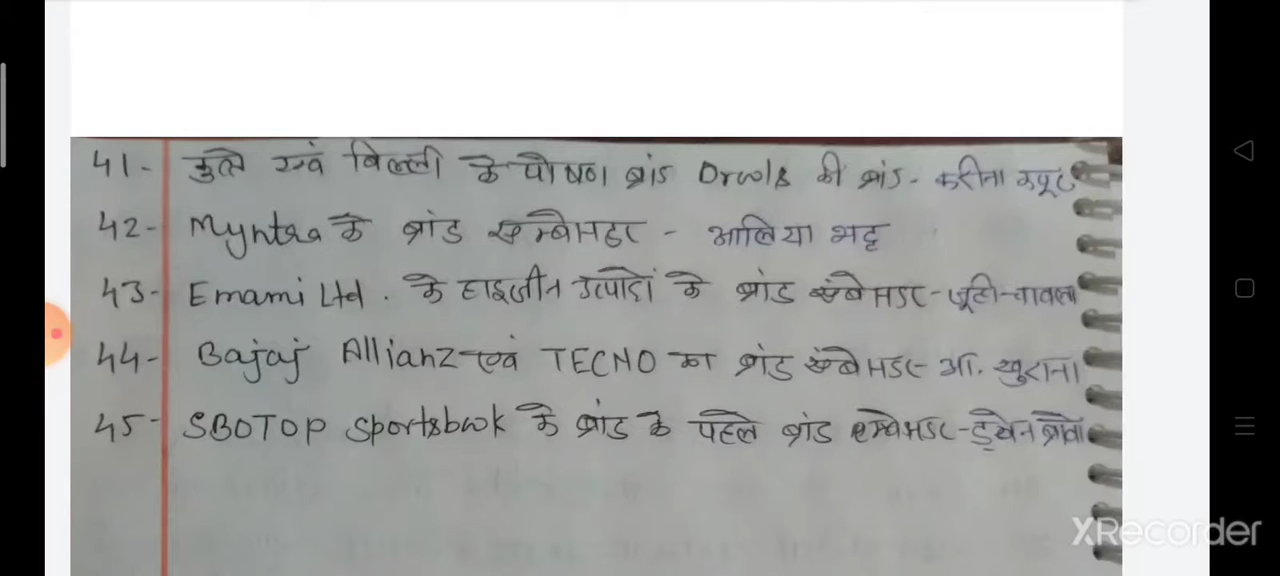 41- कुत्ते एवं बिल्ली के पोषण ब्रांड Drools की ब्रांड- करीना कपूर
42- Myntra के ब्रांड एम्बेसडर - आलिया भट्ट
43- Emami Ltd. के हाइजीन उत्पादों के ब्रांड एंबेसडर- जूही-चावला
44- Bajaj Allianz एवं TECNO का ब्रांड एंबेसडर- आ. खुराना
45- SBOTOP Sportsbook के ब्रांड के पहले ब्रांड एम्बेसडर- ड्वेन ब्रावो
XRecorder